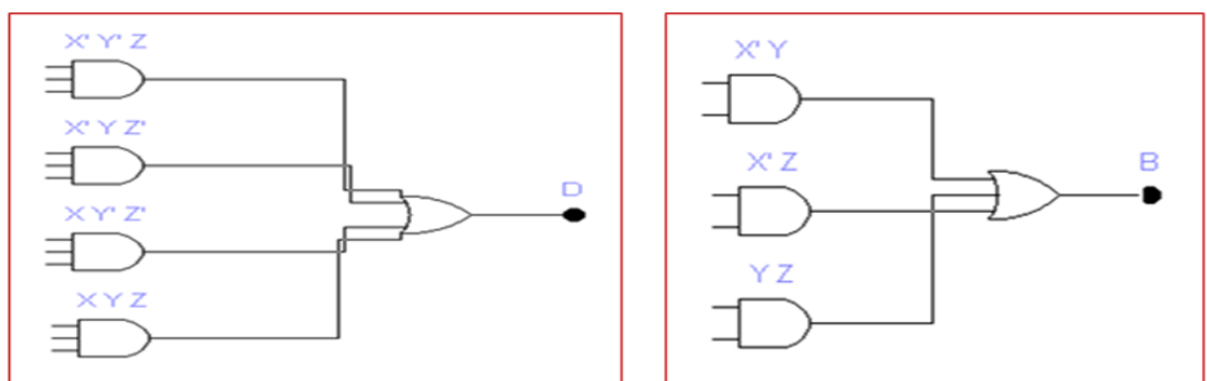 X' Y' Z
X' Y Z'
X Y' Z'
X Y Z
D
X' Y
X' Z
Y Z
B